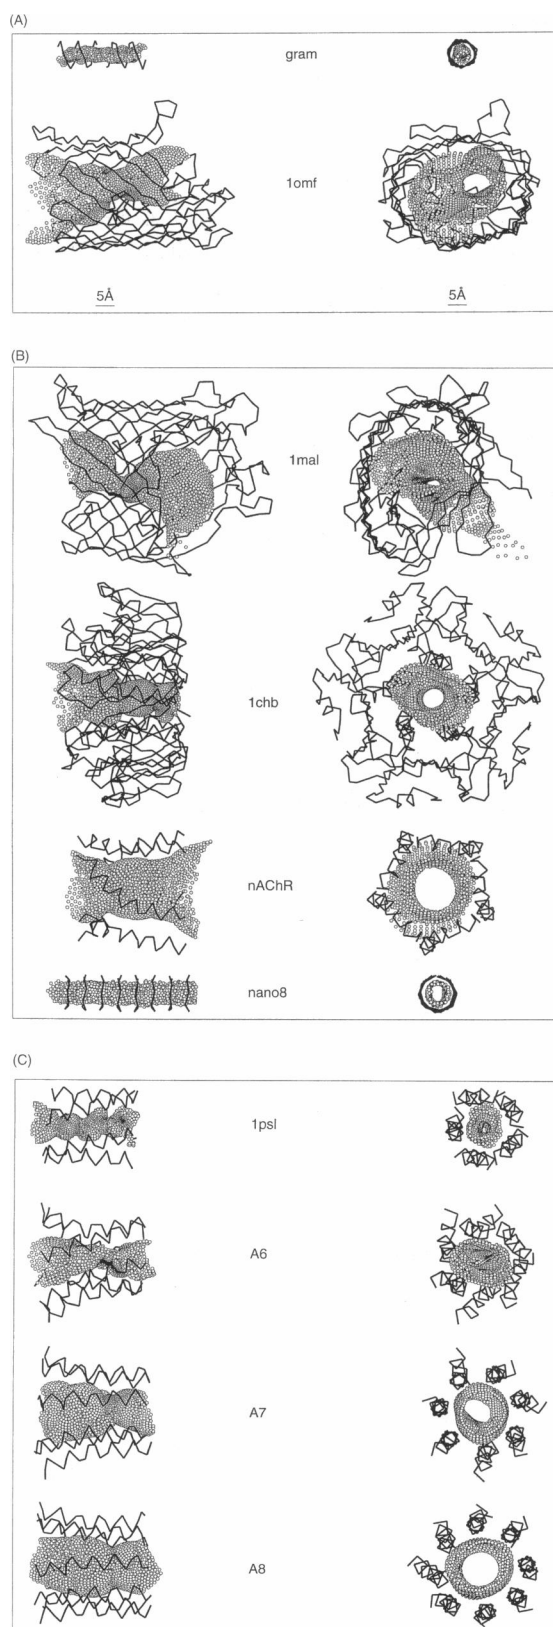 (A)
gram
1omf
5Å 5Å
(B)
1mal
1chb
nAChR
nano8
(C)
1psl
A6
A7
A8